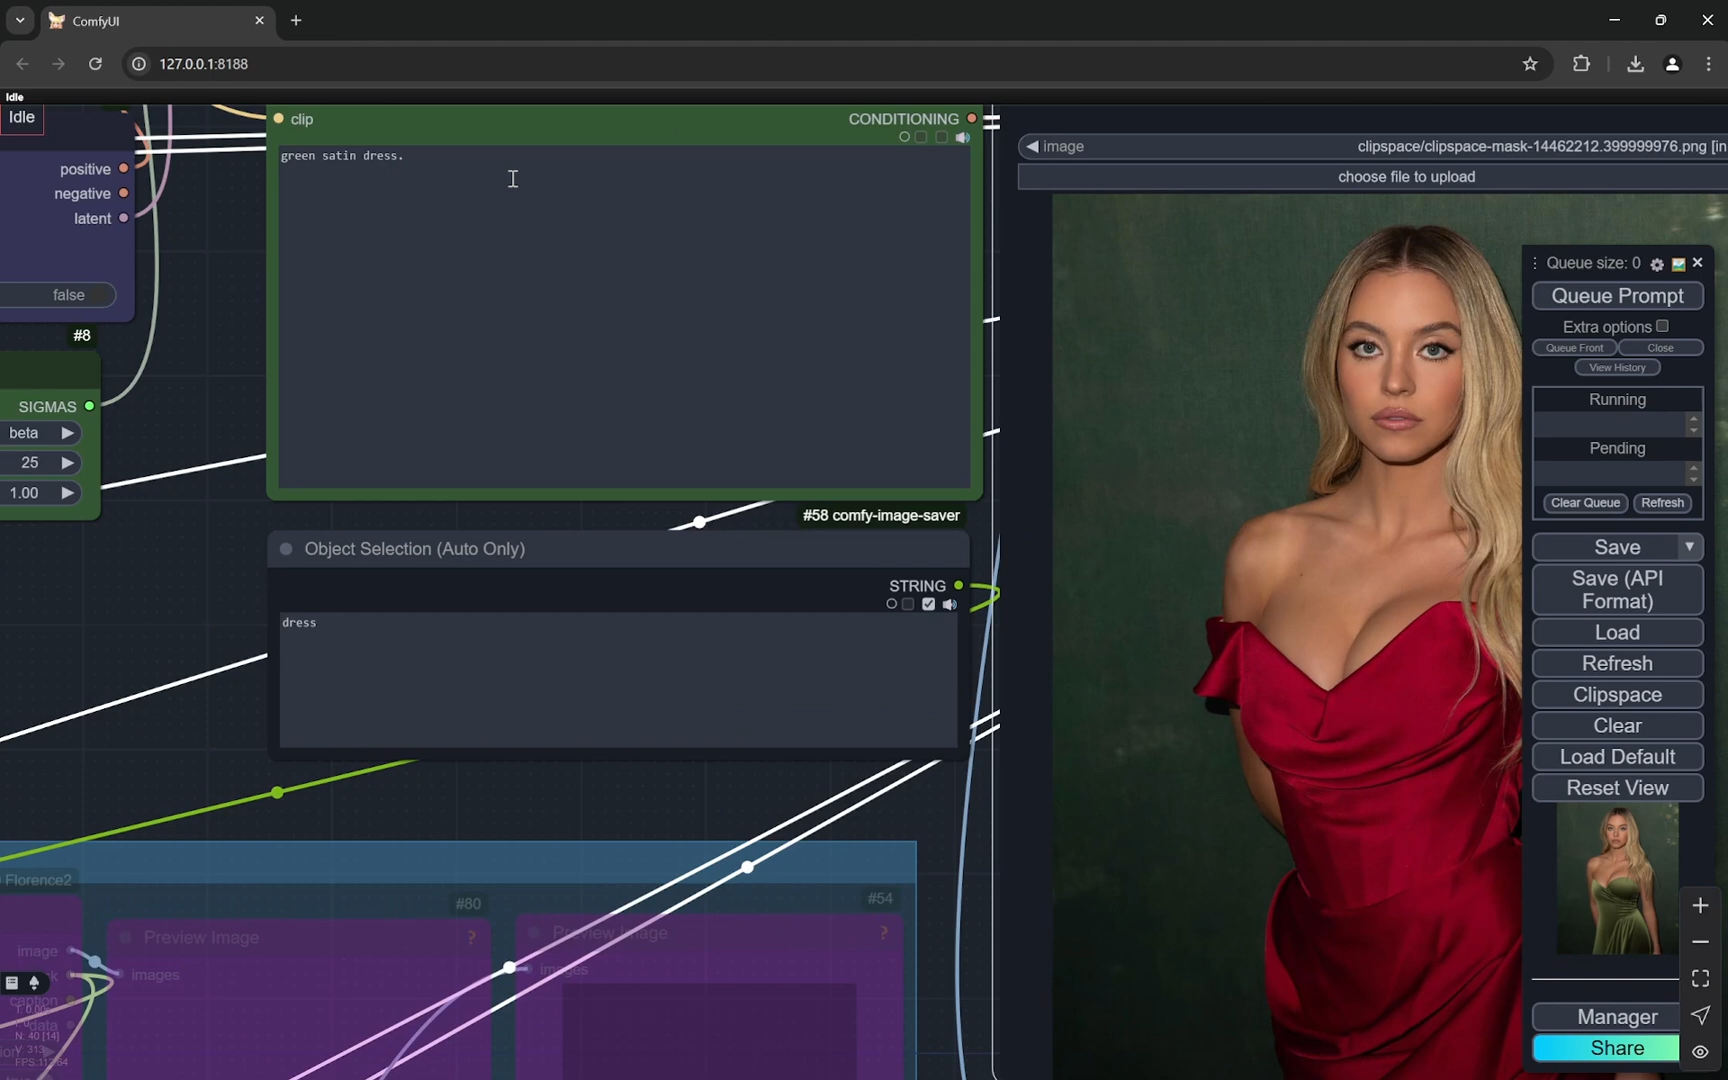 ComfyUI
127.0.0.1:8188
Idle
Idle
positive
negative
latent
false
#8
SIGMAS
beta
25
1.00
clip
CONDITIONING
green satin dress.
#58 comfy-image-saver
Object Selection (Auto Only)
STRING
dress
Florence2
#80
#54
Preview Image
?
Preview Image
?
image
images
images
caption
data
N: 40 [14]
V: 313
image
clipspace/clipspace-mask-14462212.399999976.png [in
choose file to upload
Queue size: 0
Queue Prompt
Extra options
Queue Front
Close
View History
Running
Pending
Clear Queue
Refresh
Save
Save (API
Format)
Load
Refresh
Clipspace
Clear
Load Default
Reset View
Manager
Share